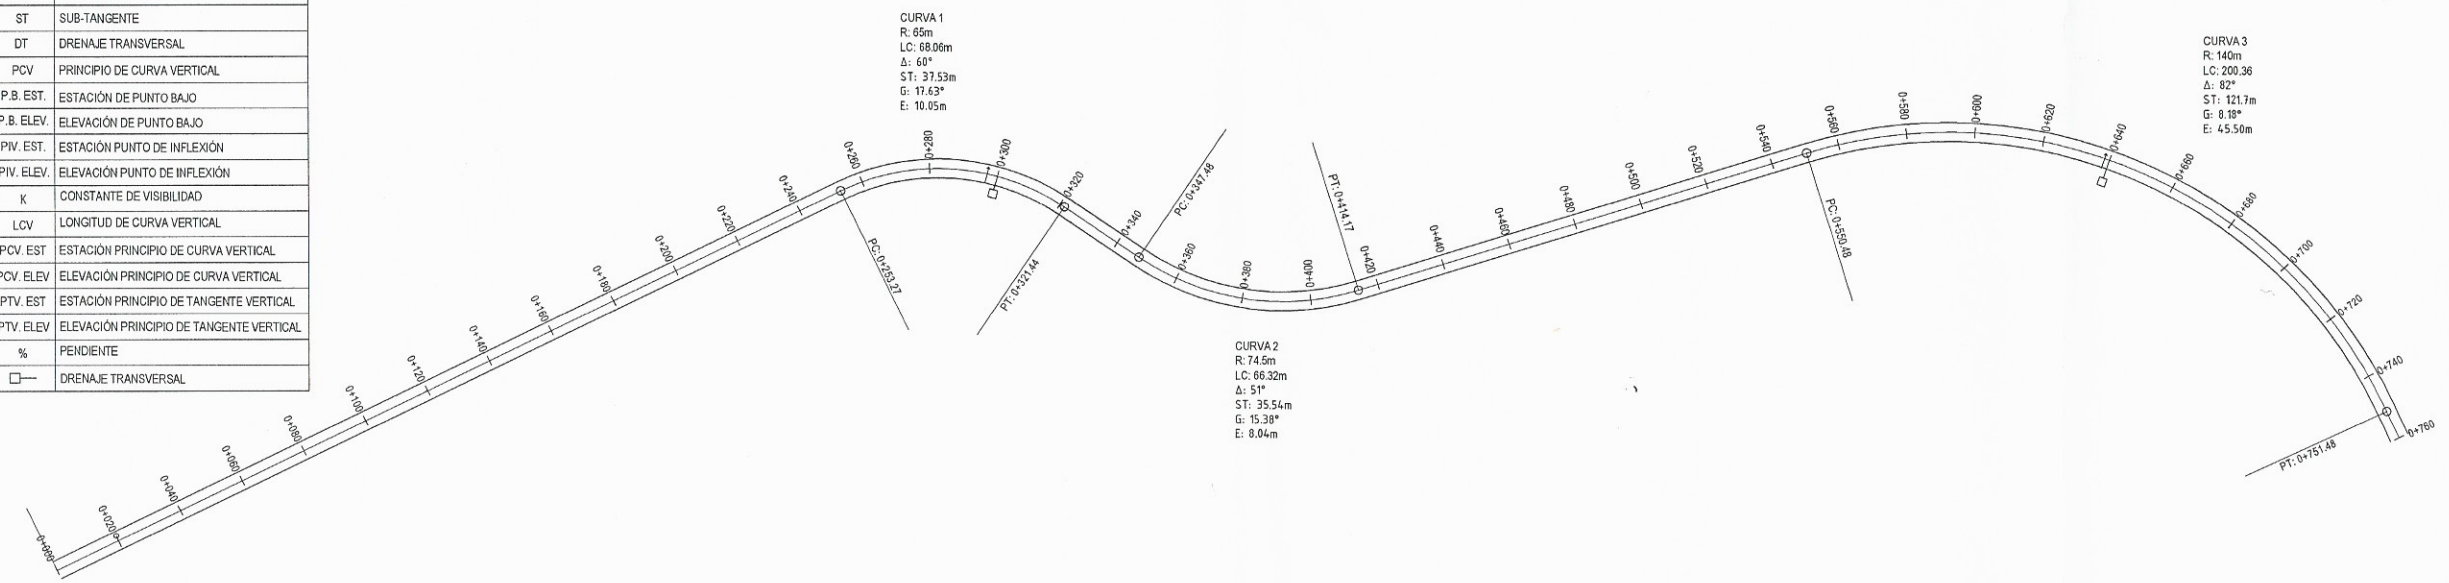 ST SUB-TANGENTE
DT DRENAJE TRANSVERSAL
PCV PRINCIPIO DE CURVA VERTICAL
P.B. EST. ESTACIÓN DE PUNTO BAJO
P.B. ELEV. ELEVACIÓN DE PUNTO BAJO
PIV. EST. ESTACIÓN PUNTO DE INFLEXIÓN
PIV. ELEV. ELEVACIÓN PUNTO DE INFLEXIÓN
K CONSTANTE DE VISIBILIDAD
LCV LONGITUD DE CURVA VERTICAL
PCV. EST ESTACIÓN PRINCIPIO DE CURVA VERTICAL
PCV. ELEV ELEVACIÓN PRINCIPIO DE CURVA VERTICAL
PTV. EST ESTACIÓN PRINCIPIO DE TANGENTE VERTICAL
PTV. ELEV ELEVACIÓN PRINCIPIO DE TANGENTE VERTICAL
% PENDIENTE
DRENAJE TRANSVERSAL
0+000
0+020
0+040
0+060
0+080
0+100
0+120
0+140
0+160
0+180
0+200
0+220
0+240
PC: 0+253.27
0+260
0+280
0+300
CURVA 1
R: 65m
LC: 68.06m
Δ: 60°
ST: 37.53m
G: 17.63°
E: 10.05m
0+320
PT: 0+321.44
0+340
PC: 0+347.48
0+360
0+380
0+400
CURVA 2
R: 74.5m
LC: 66.32m
Δ: 51°
ST: 35.54m
G: 15.38°
E: 8.04m
PT: 0+414.17
0+420
0+440
0+460
0+480
0+500
0+520
0+540
PC: 0+550.48
0+560
0+580
0+600
0+620
0+640
CURVA 3
R: 140m
LC: 200.36
Δ: 82°
ST: 121.7m
G: 8.18°
E: 45.50m
0+660
0+680
0+700
0+720
0+740
PT: 0+751.48
0+760